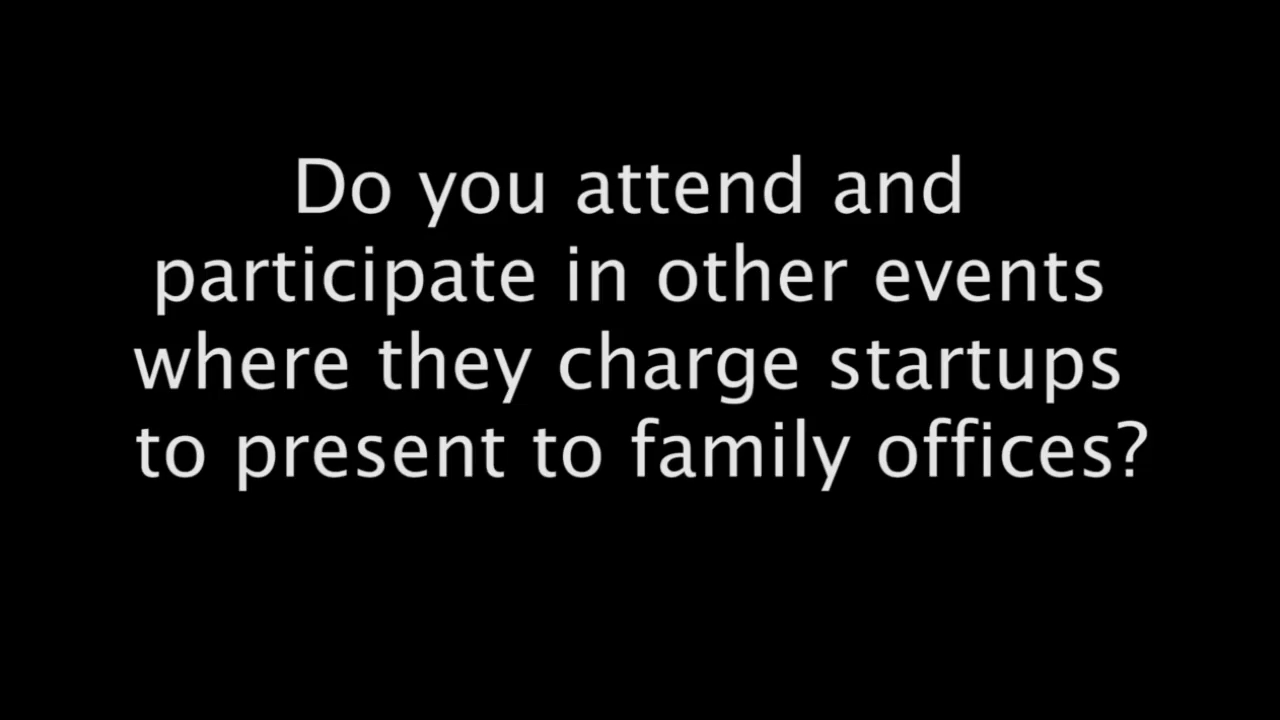 Do you attend and
participate in other events
where they charge startups
to present to family offices?